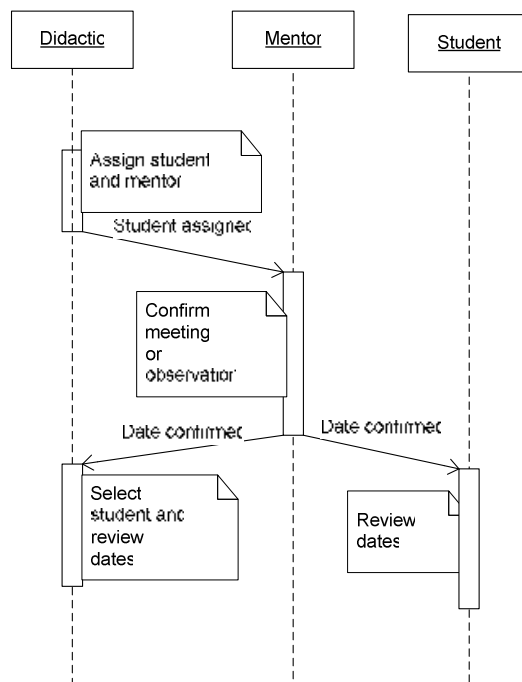 Didactic
Mentor
Student
Assign student
and mentor
Student assigned
Confirm
meeting
or
observation
Date confirmed
Date confirmed
Select
student and
review
dates
Review
dates